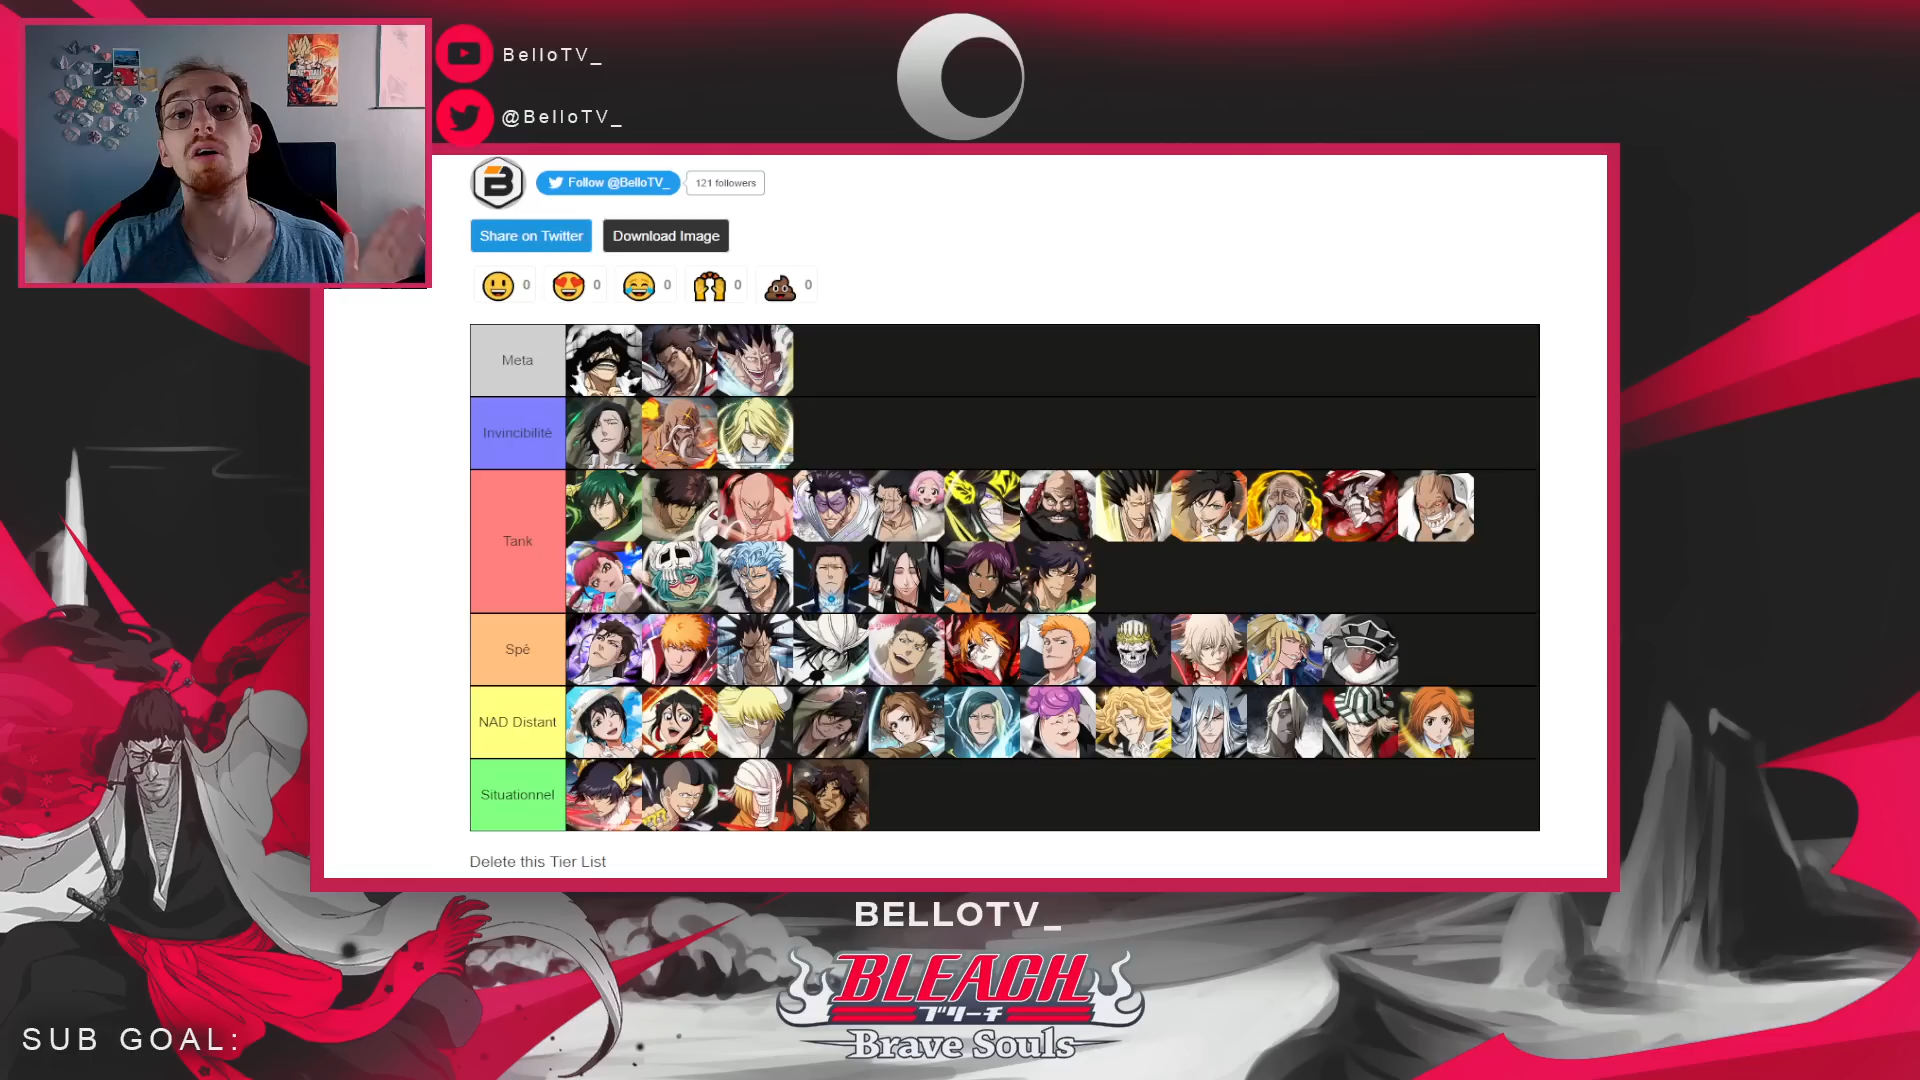 BelloTV_
@BelloTV_
Follow @BelloTV_
121 followers
Share on Twitter
Download Image
0
0
0
0
0
Meta
Invincibilité
Tank
Spé
NAD Distant
Situationnel
Delete this Tier List
BELLOTV_
BLEACH
ブリーチ
Brave Souls
SUB GOAL: